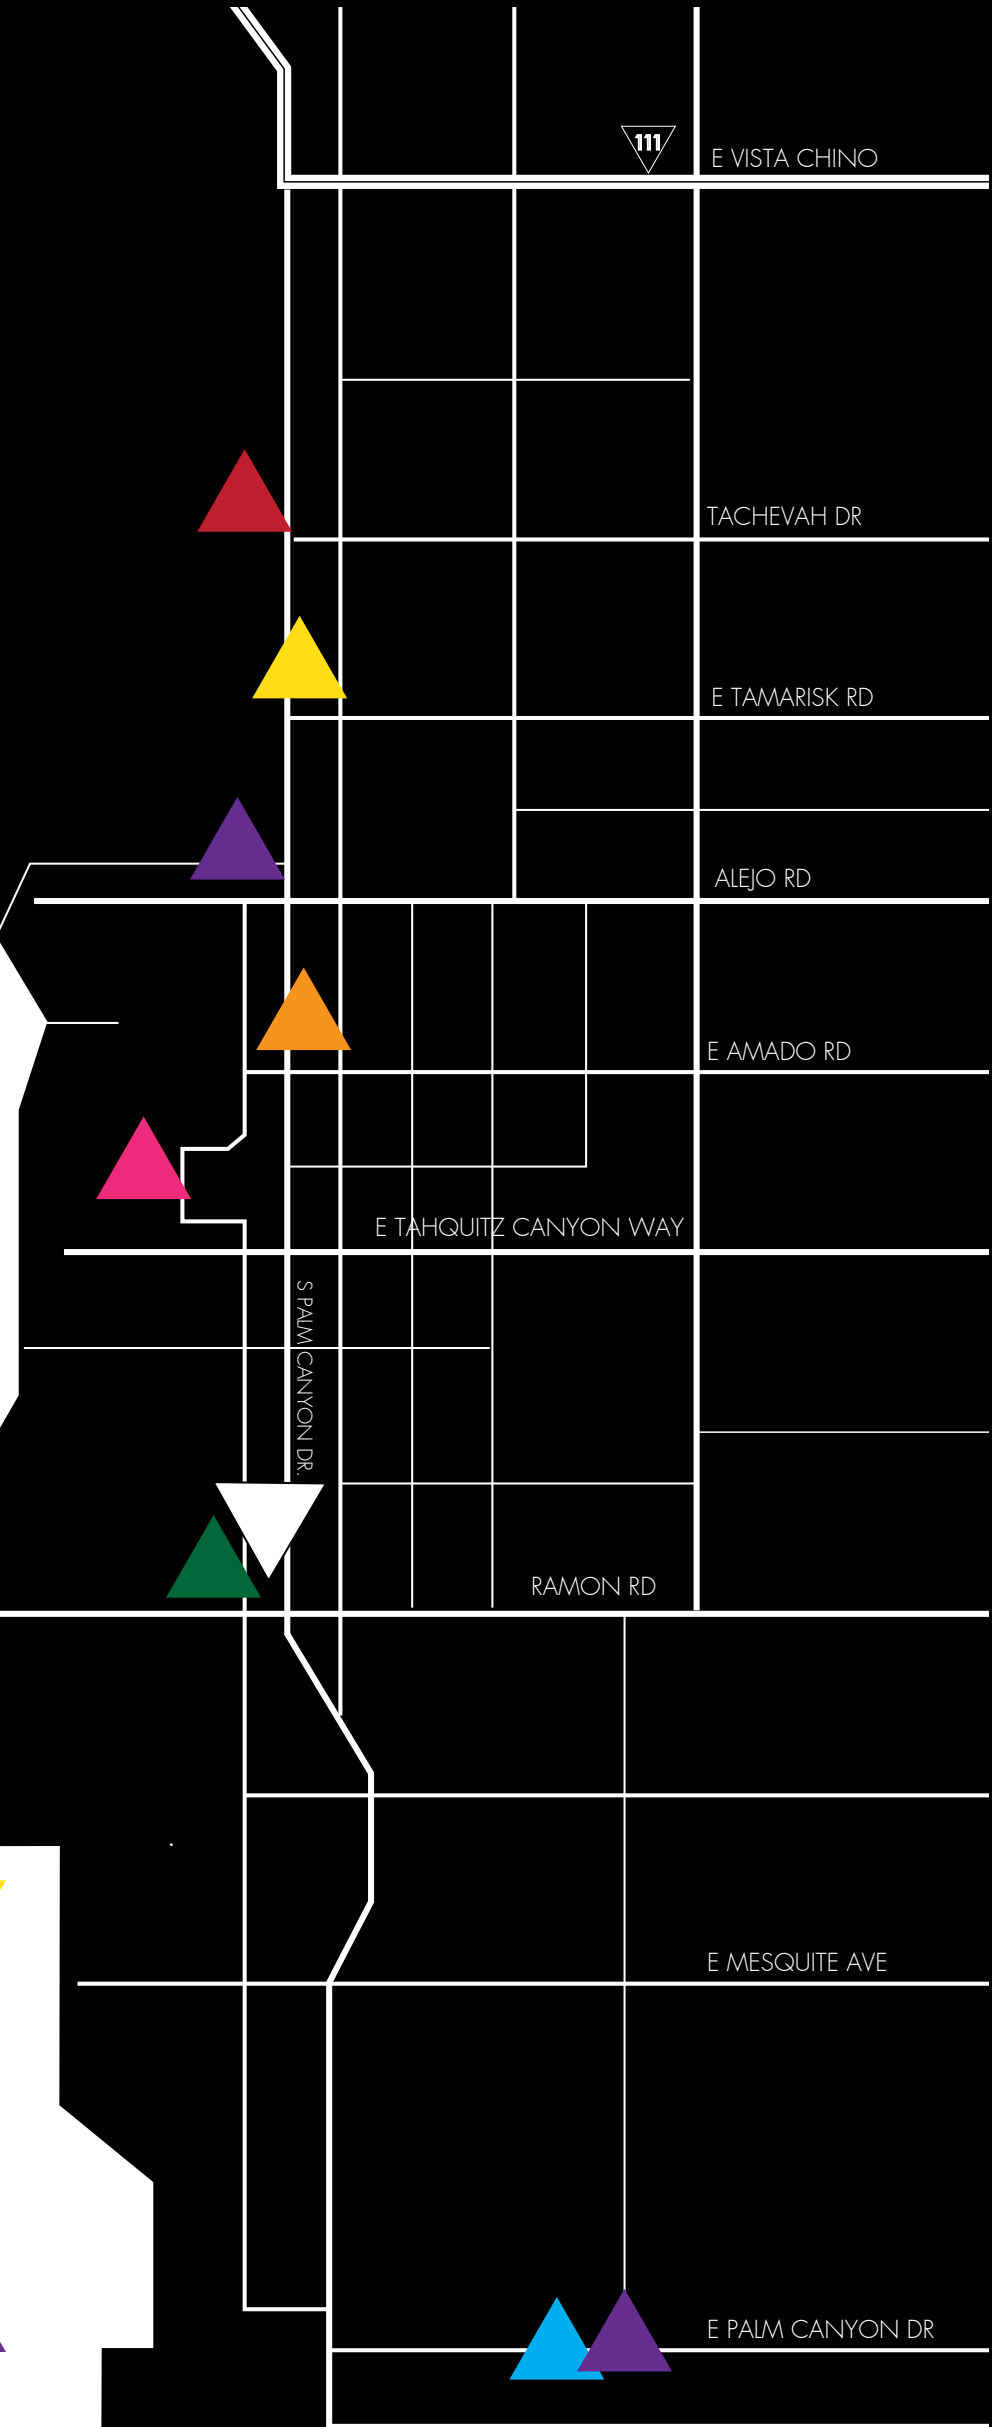 111
E VISTA CHINO
TACHEVAH DR
E TAMARISK RD
ALEJO RD
E AMADO RD
E TAHQUITZ CANYON WAY
S PALM CANYON DR.
RAMON RD
E MESQUITE AVE
E PALM CANYON DR